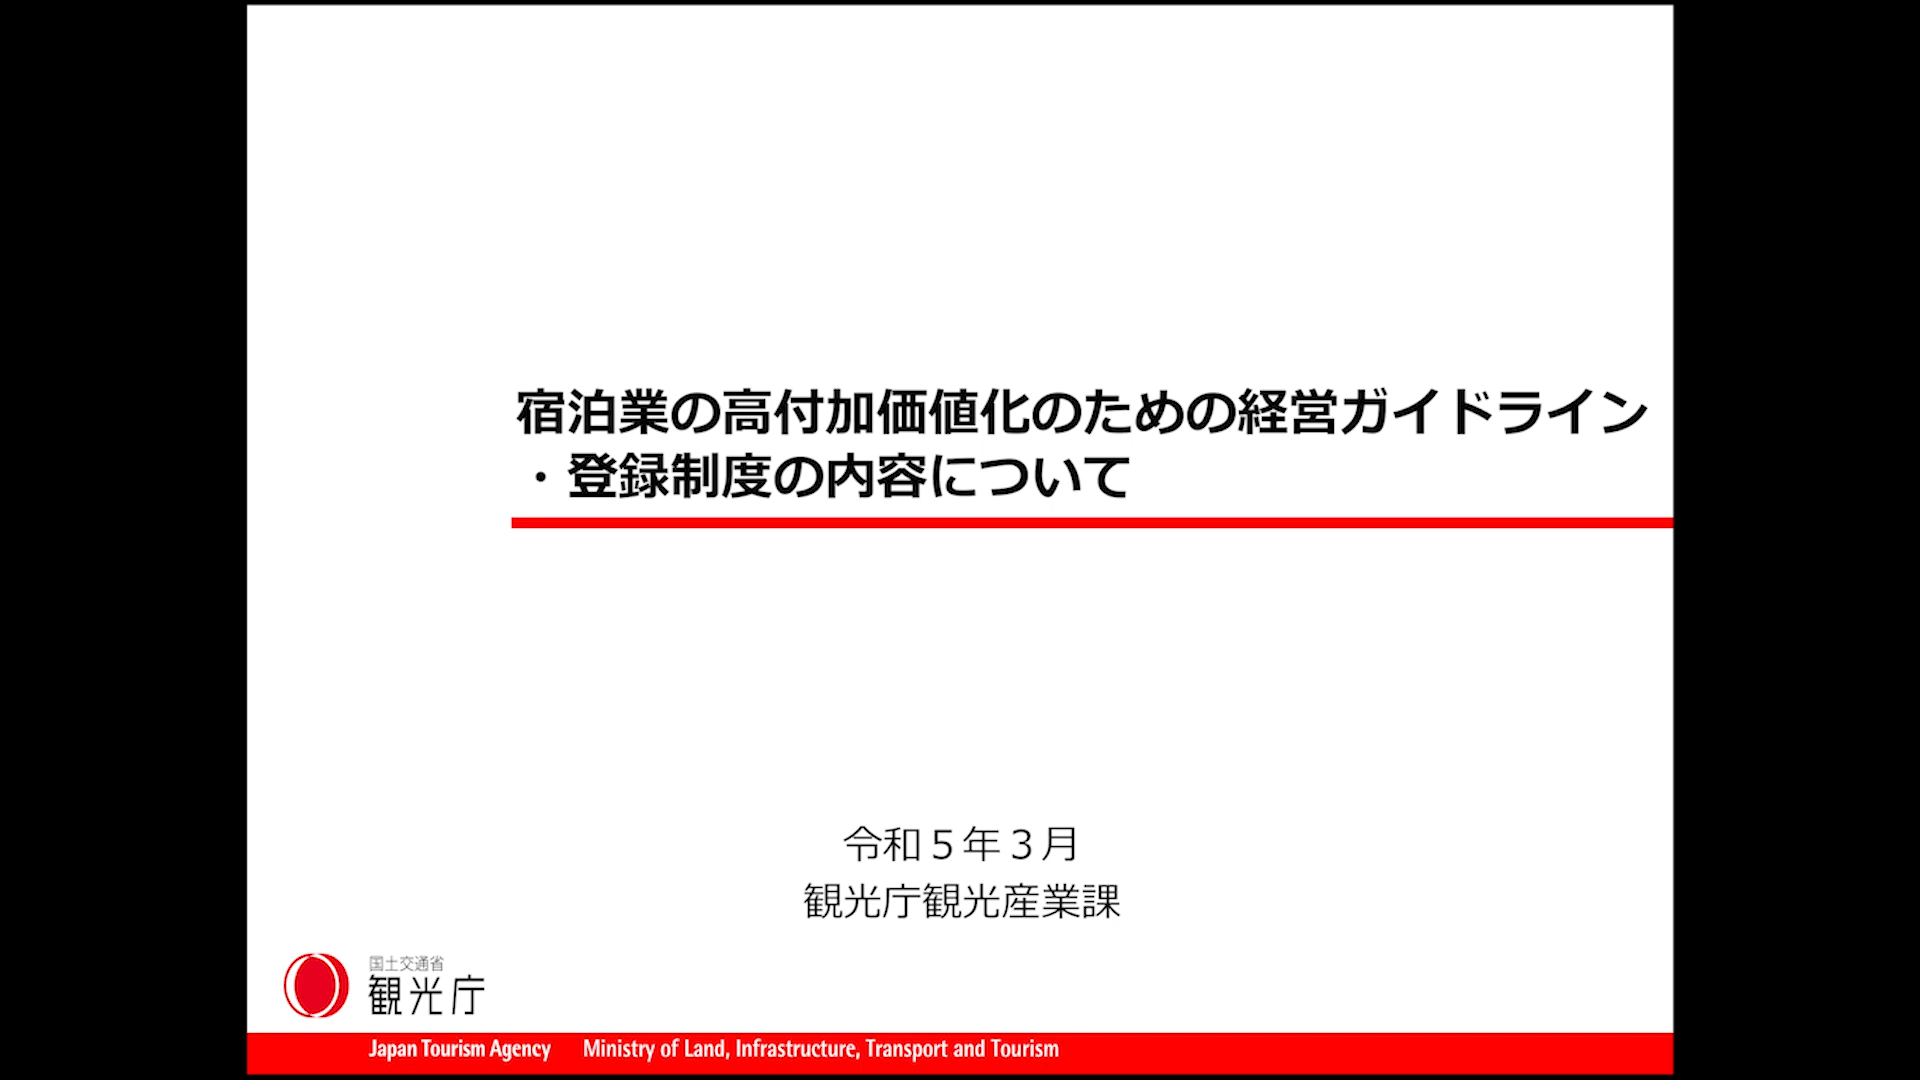 宿泊業の高付加価値化のための経営ガイドライン
・登録制度の内容について
令和５年３月
観光庁観光産業課
国土交通省
観光庁
Japan Tourism Agency Ministry of Land, Infrastructure, Transport and Tourism